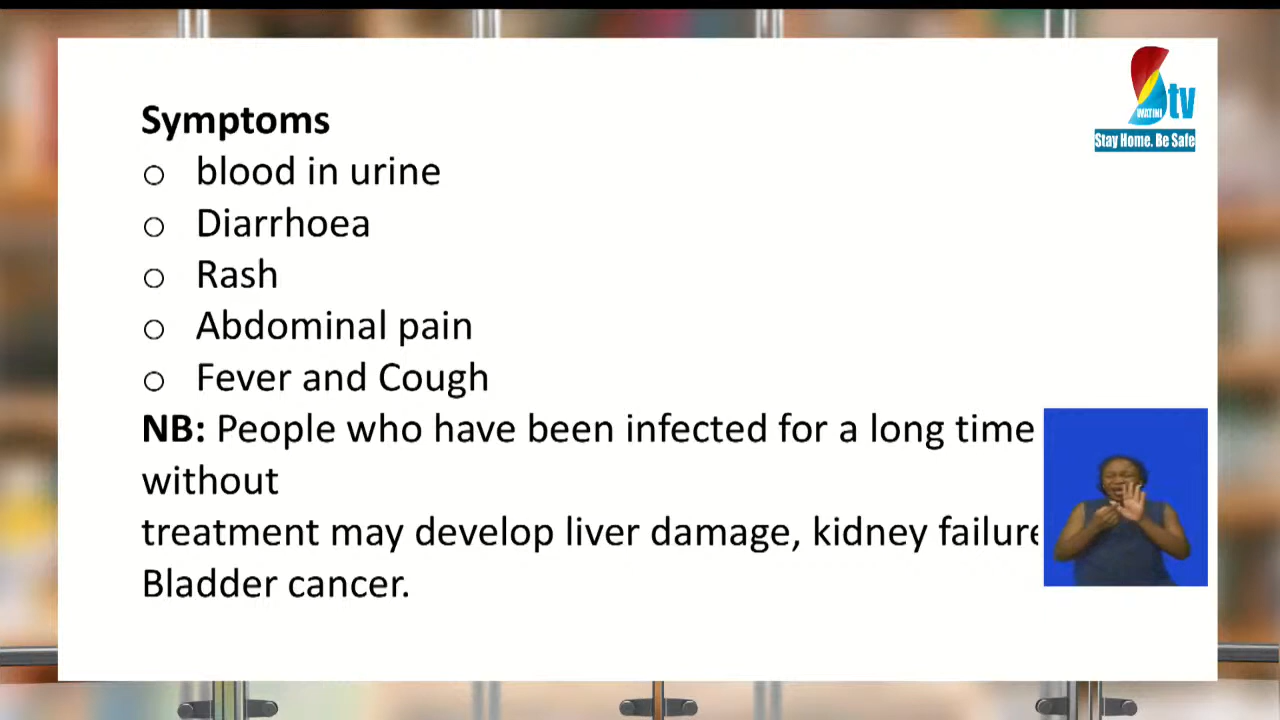 Symptoms
o blood in urine
o Diarrhoea
o Rash
o Abdominal pain
o Fever and Cough
NB: People who have been infected for a long time
without
treatment may develop liver damage, kidney failure
Bladder cancer.
tv
WATINI
Stay Home. Be Safe